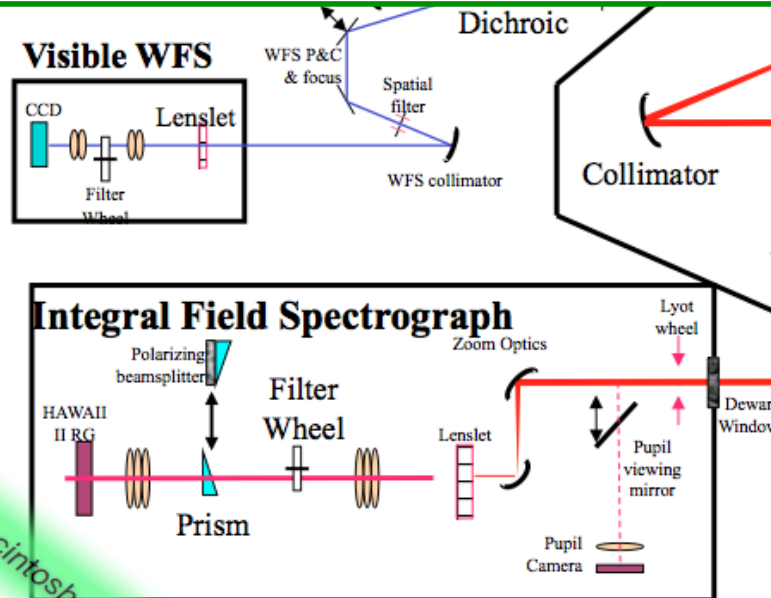 Dichroic
Visible WFS
WFS P&C
& focus
Spatial
filter
CCD
Lenslet
Filter
Wheel
WFS collimator
Collimator
Integral Field Spectrograph
Lyot
wheel
Zoom Optics
Polarizing
beamsplitter
Filter
Wheel
HAWAII
II RG
Lenslet
Dewar
Window
Pupil
viewing
mirror
Prism
Pupil
Camera
cintosh